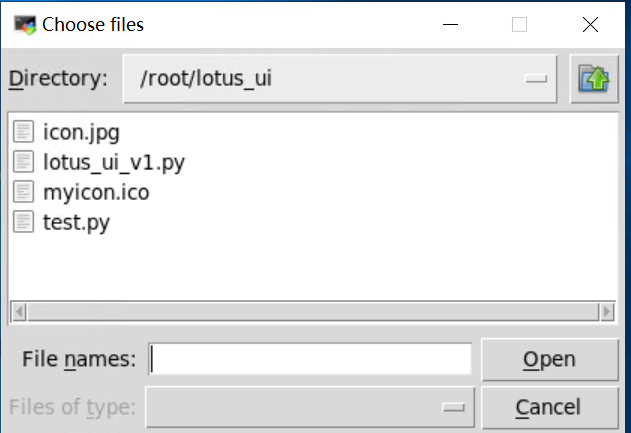 Choose files
Directory: /root/lotus_ui
icon.jpg
lotus_ui_v1.py
myicon.ico
test.py
File names: Open
Files of type: Cancel